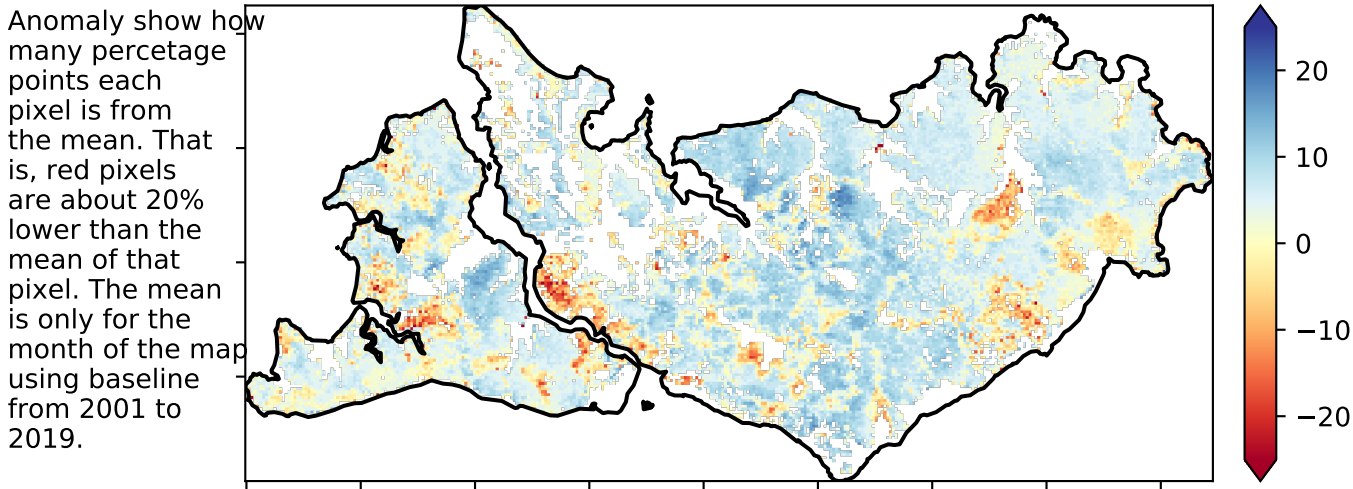 Anomaly show how
many percetage
points each
pixel is from
the mean. That
is, red pixels
are about 20%
lower than the
mean of that
pixel. The mean
is only for the
month of the map
using baseline
from 2001 to
2019.
20
10
0
−10
−20